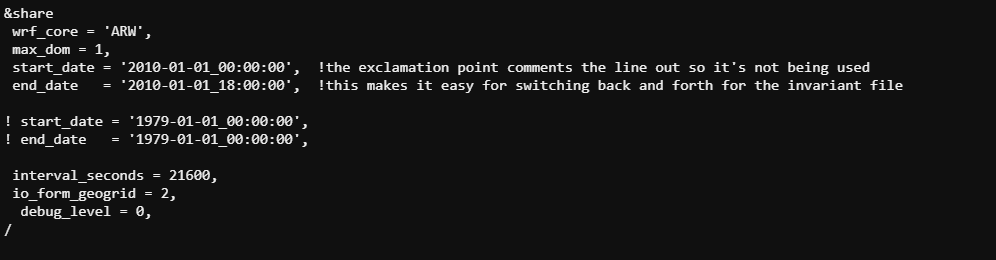 &share
 wrf_core = 'ARW',
 max_dom = 1,
 start_date = '2010-01-01_00:00:00',  !the exclamation point comments the line out so it's not being used
 end_date   = '2010-01-01_18:00:00',  !this makes it easy for switching back and forth for the invariant file

! start_date = '1979-01-01_00:00:00',
! end_date   = '1979-01-01_00:00:00',

 interval_seconds = 21600,
 io_form_geogrid = 2,
  debug_level = 0,
/